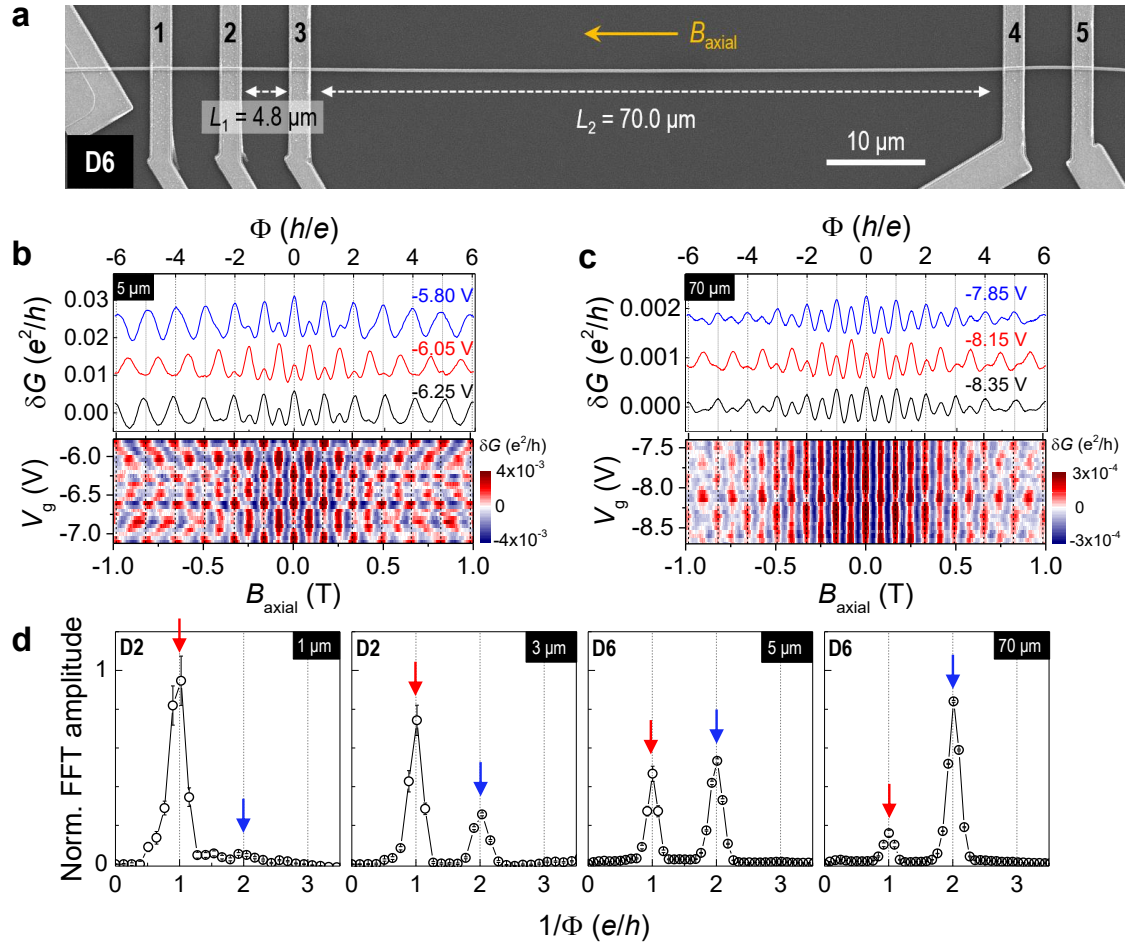 a
1 2 3 4 5
B axial
L1 = 4.8 μm
L2 = 70.0 μm
D6
10 μm
b
Φ (h/e)
-6 -4 -2 0 2 4 6
5 μm
-5.80 V
-6.05 V
-6.25 V
0.03
0.02
0.01
0.00
δG (e²/h)
δG (e²/h)
4x10⁻³
0
-4x10⁻³
-6.0
-6.5
-7.0
Vg (V)
-1.0 -0.5 0.0 0.5 1.0
Baxial (T)
c
Φ (h/e)
-6 -4 -2 0 2 4 6
70 μm
-7.85 V
-8.15 V
-8.35 V
0.002
0.001
0.000
δG (e²/h)
δG (e²/h)
3x10⁻⁴
0
-3x10⁻⁴
-7.5
-8.0
-8.5
Vg (V)
-1.0 -0.5 0.0 0.5 1.0
Baxial (T)
d
Norm. FFT amplitude
1
0
D2 1 μm
0 1 2 3
D2 3 μm
0 1 2 3
D6 5 μm
0 1 2 3
D6 70 μm
0 1 2 3
1/Φ (e/h)